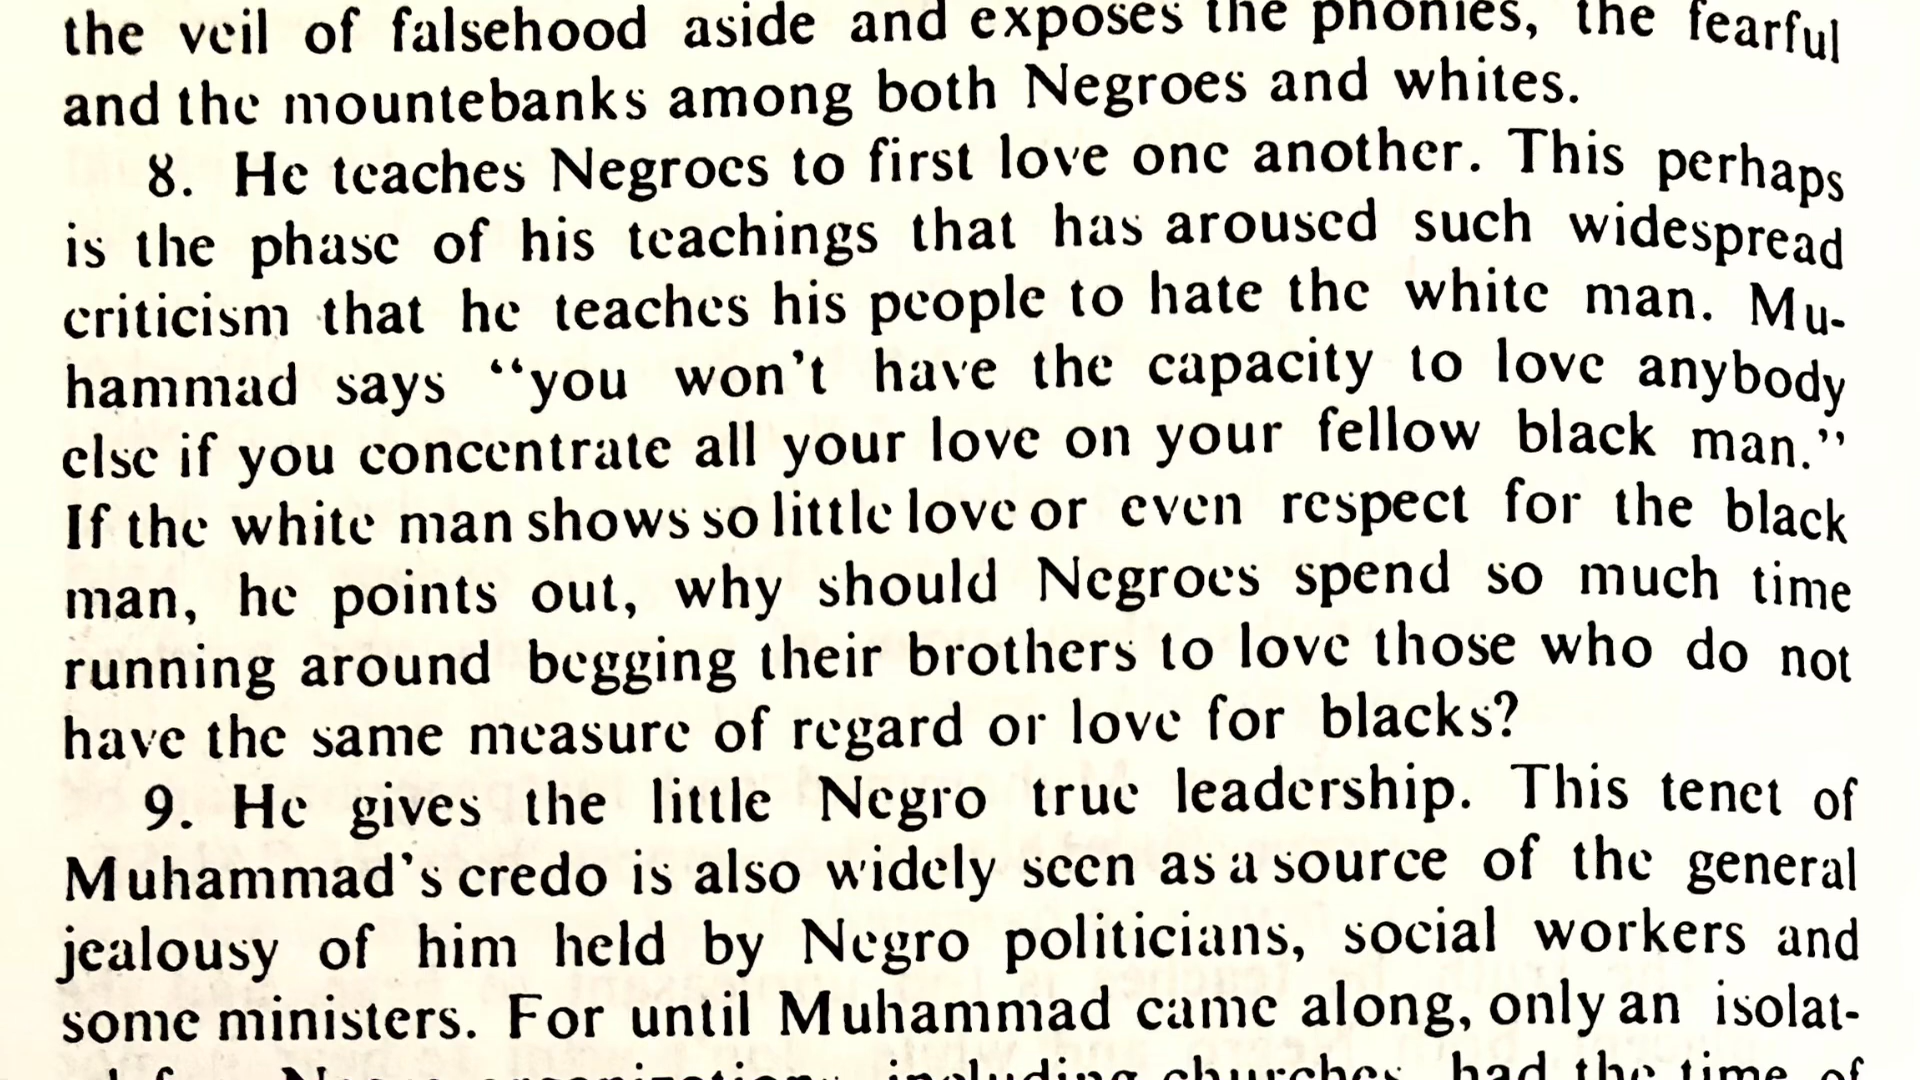 the veil of falsehood aside and exposes the phonies, the fearful
and the mountebanks among both Negroes and whites.
8. He teaches Negroes to first love one another. This perhaps
is the phase of his teachings that has aroused such widespread
criticism that he teaches his people to hate the white man. Mu-
hammad says “you won’t have the capacity to love anybody
else if you concentrate all your love on your fellow black man.”
If the white man shows so little love or even respect for the black
man, he points out, why should Negroes spend so much time
running around begging their brothers to love those who do not
have the same measure of regard or love for blacks?
9. He gives the little Negro true leadership. This tenet of
Muhammad’s credo is also widely seen as a source of the general
jealousy of him held by Negro politicians, social workers and
some ministers. For until Muhammad came along, only an isolat-
including churches, had the time of